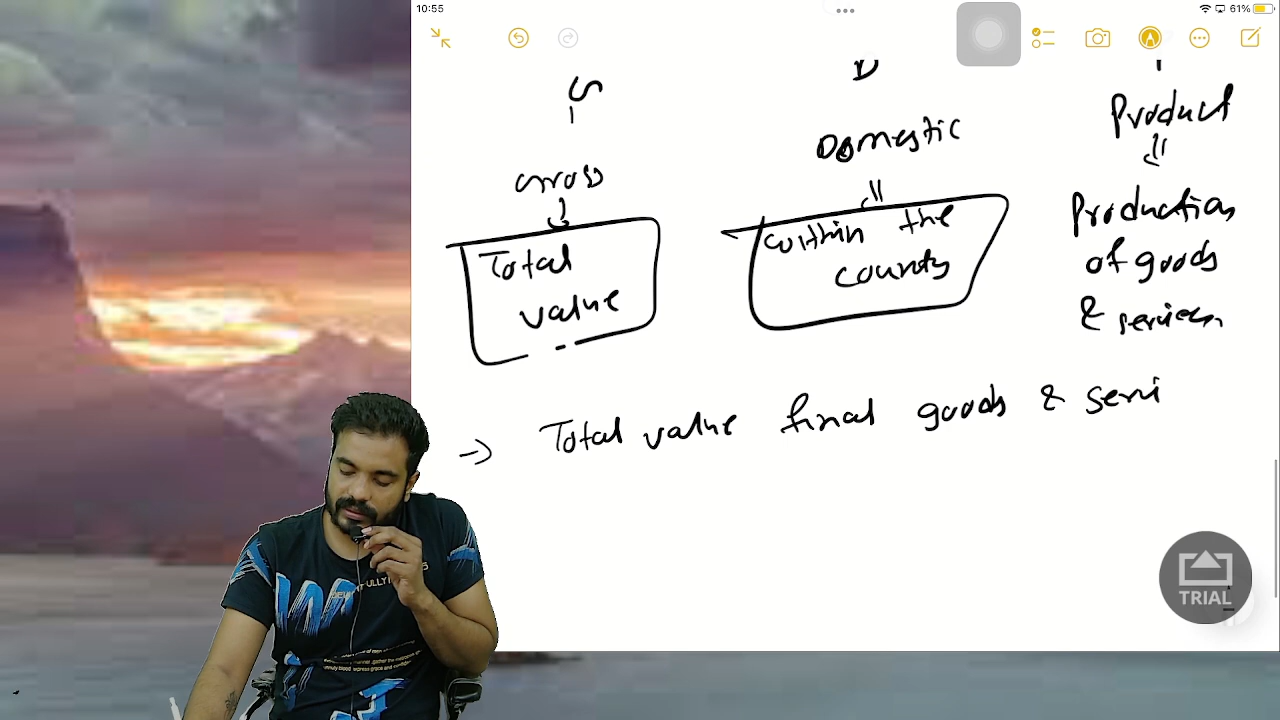 10:55
61%
G
D
Gross
Domestic
Product
Total
value
within the
county
Production
of goods
& services
→ Total value final goods & servi
TRIAL